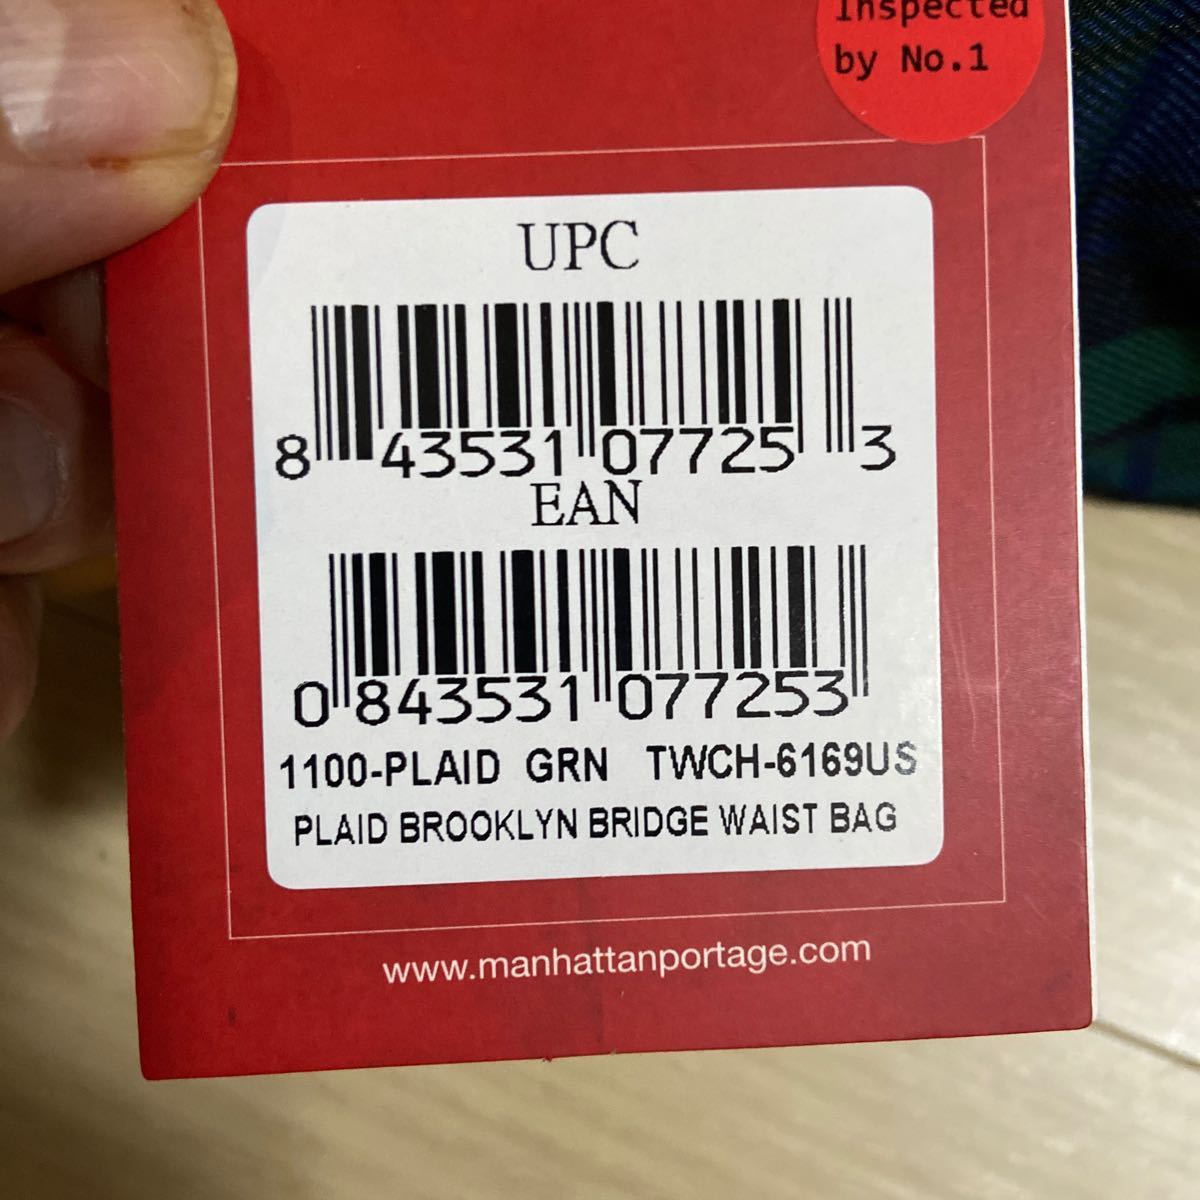 Inspected
by No.1
UPC
8 43531 07725 3
EAN
0 843531 077253
1100-PLAID GRN TWCH-6169US
PLAID BROOKLYN BRIDGE WAIST BAG
www.manhattanportage.com